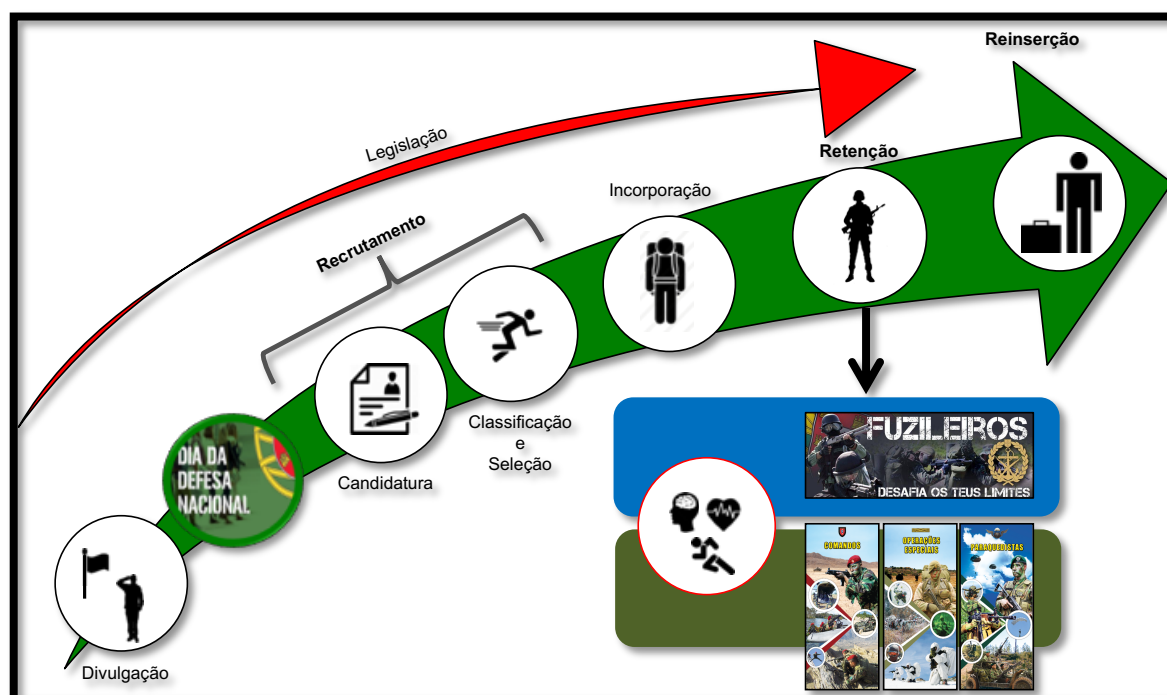 Reinserção
Legislação
Retenção
Incorporação
Recrutamento
Classificação
e
Seleção
Candidatura
DIA DA
DEFESA
NACIONAL
Divulgação
FUZILEIROS
DESAFIA OS TEUS LIMITES
COMANDOS
OPERAÇÕES
ESPECIAIS
PARAQUEDISTAS